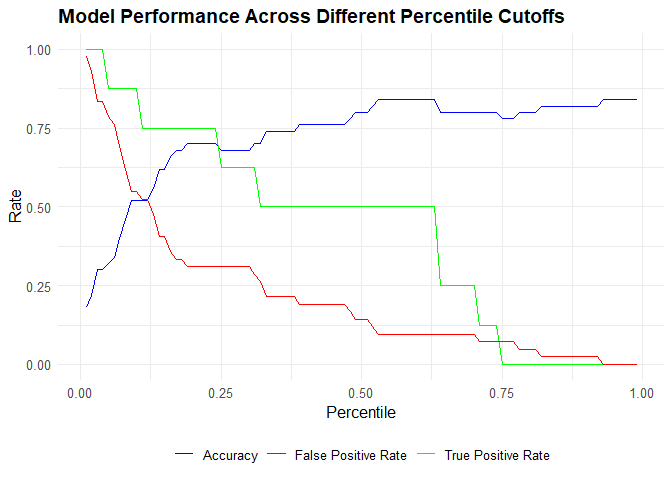 Model Performance Across Different Percentile Cutoffs
1.00
0.75
Rate
0.50
0.25
0.00
0.00 0.25 0.50 0.75 1.00
Percentile
Accuracy False Positive Rate True Positive Rate